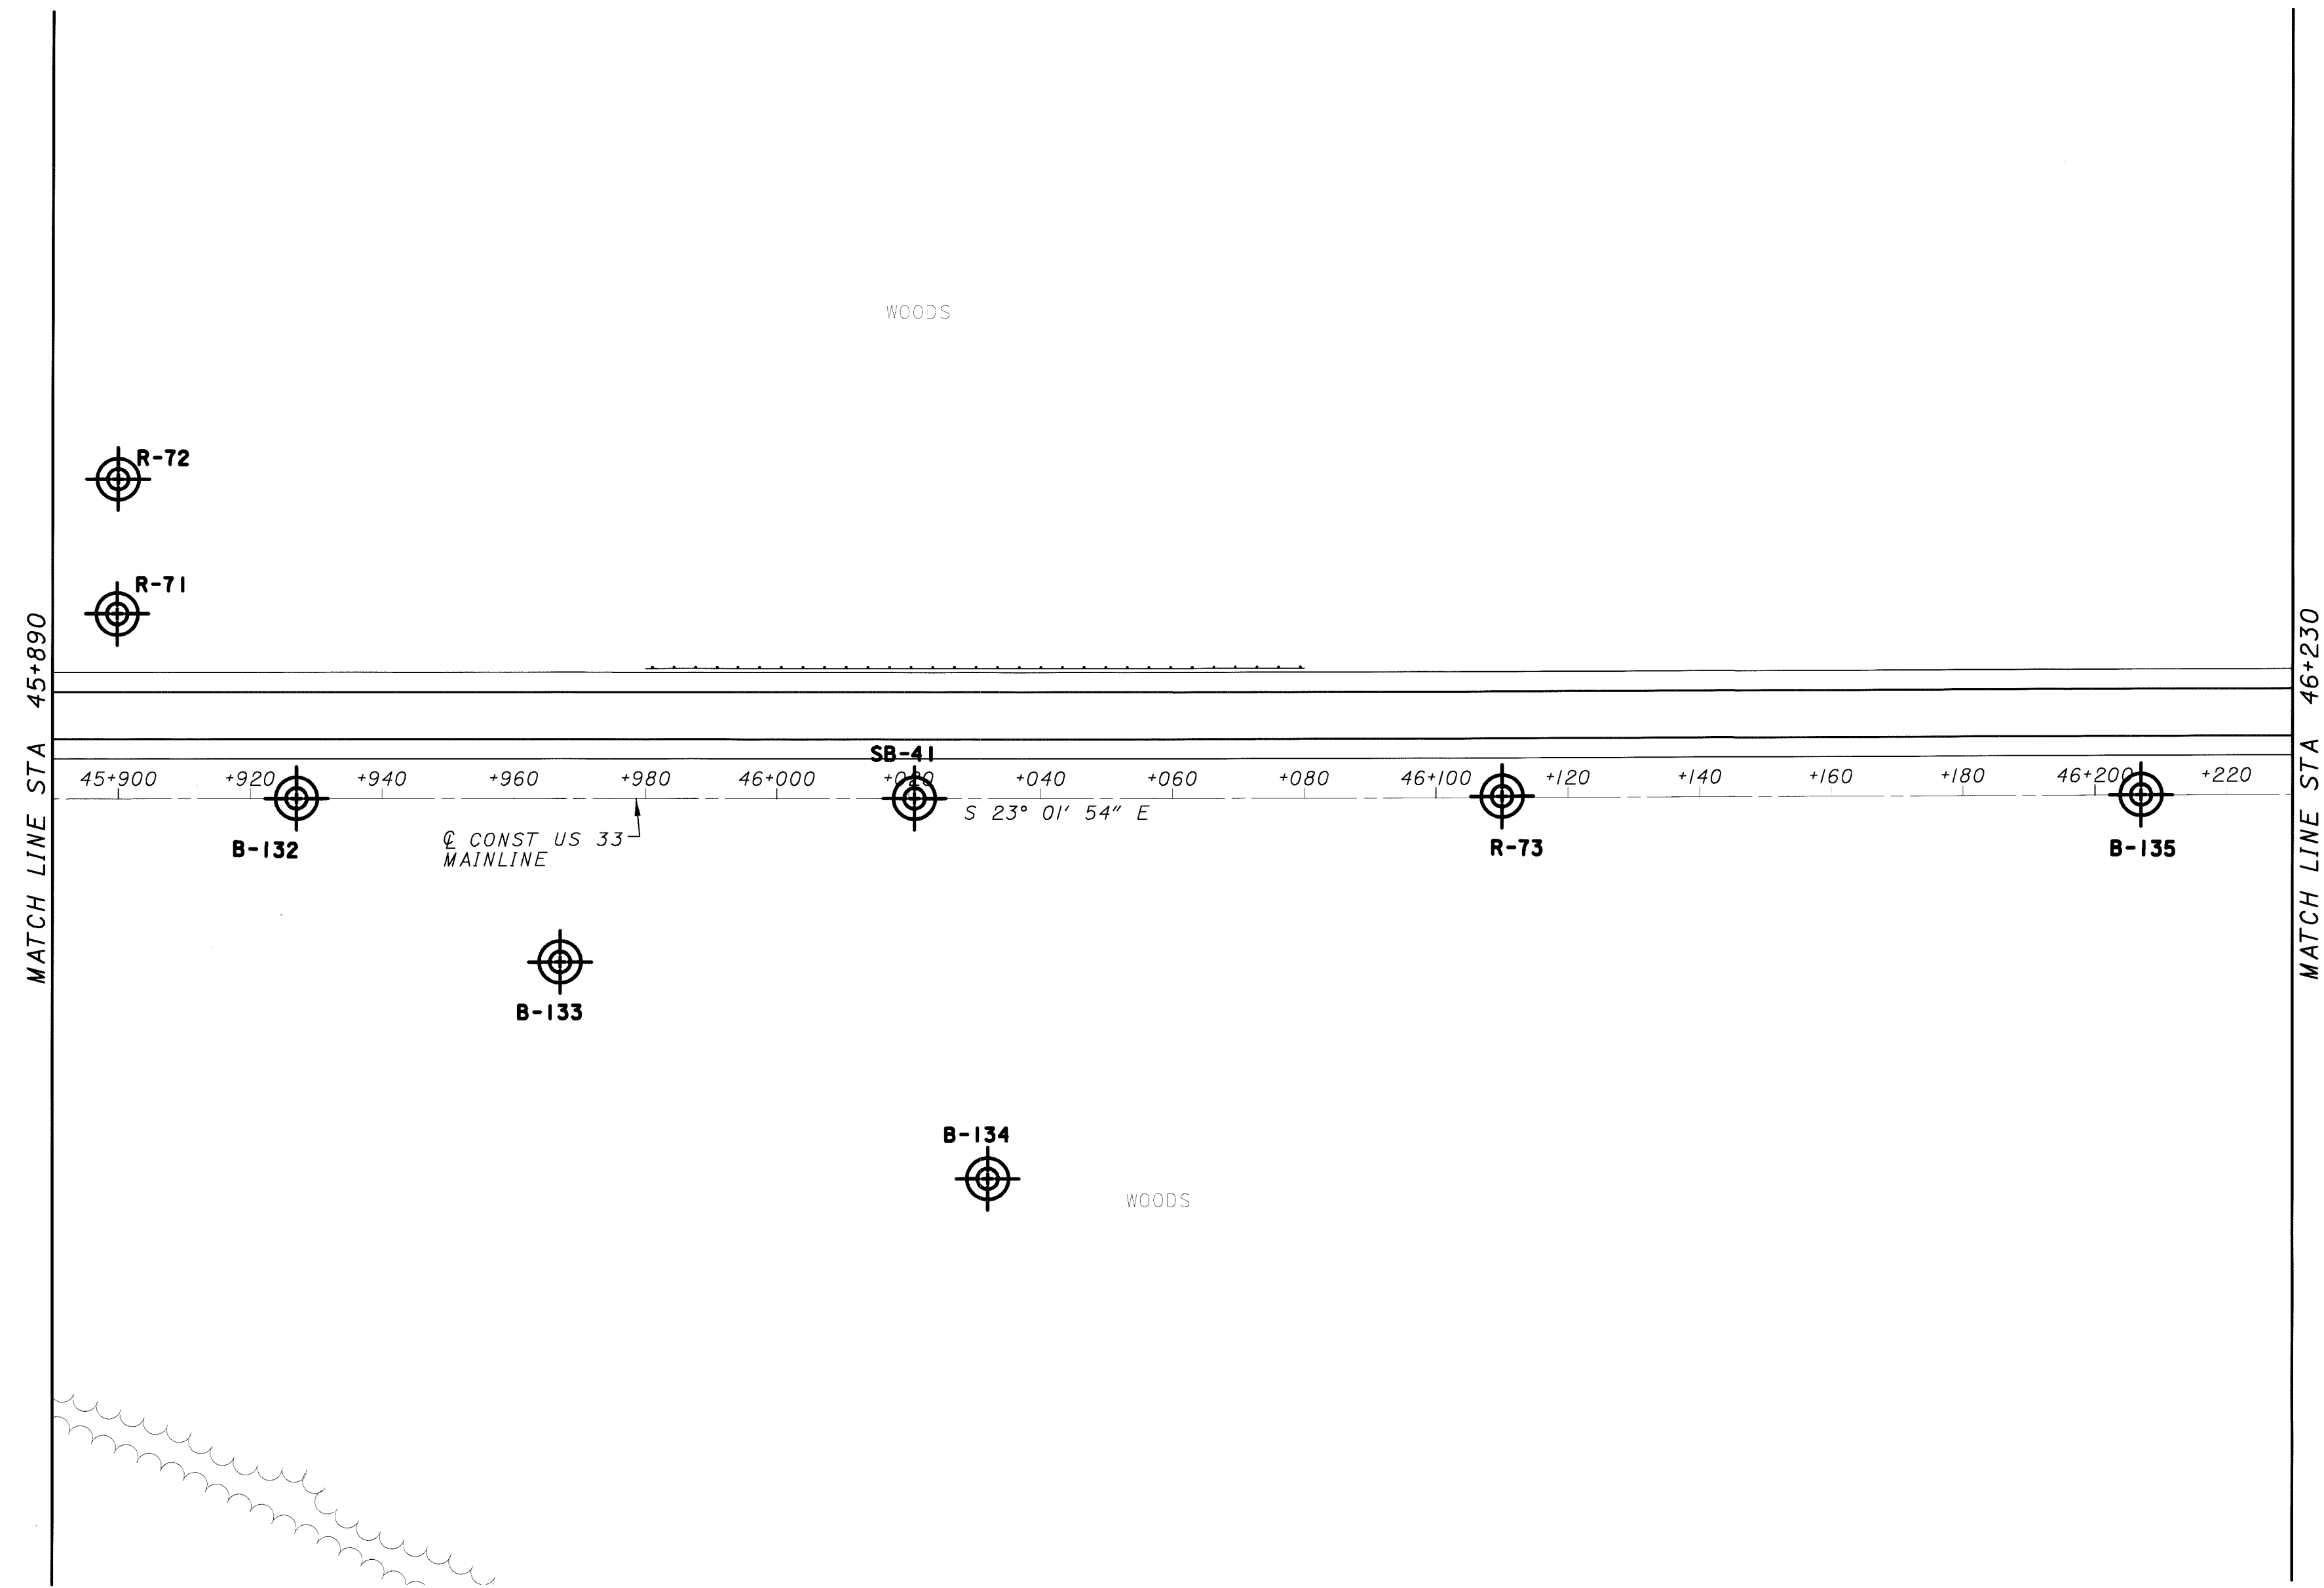 WOODS
R-72
R-71
MATCH LINE STA 45+890
MATCH LINE STA 46+230
SB-41
45+900 +920 +940 +960 +980 46+000 +020 +040 +060 +080 46+100 +120 +140 +160 +180 46+200 +220
S 23° 01' 54" E
℄ CONST US 33
MAINLINE
B-132
R-73
B-135
B-133
B-134
WOODS